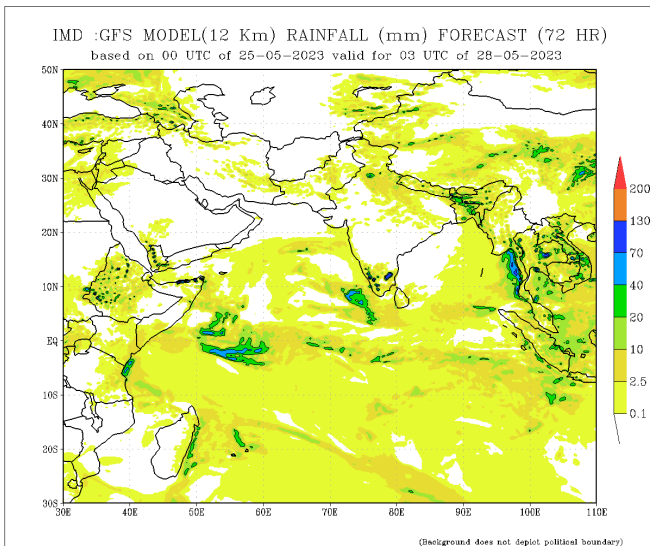 IMD :GFS MODEL(12 Km) RAINFALL (mm) FORECAST (72 HR)
based on 00 UTC of 25-05-2023 valid for 03 UTC of 28-05-2023
50N
40N
30N
20N
10N
EQ
10S
20S
30S
30E 40E 50E 60E 70E 80E 90E 100E 110E
200
130
70
40
20
10
2.5
0.1
(Background does not depict political boundary)